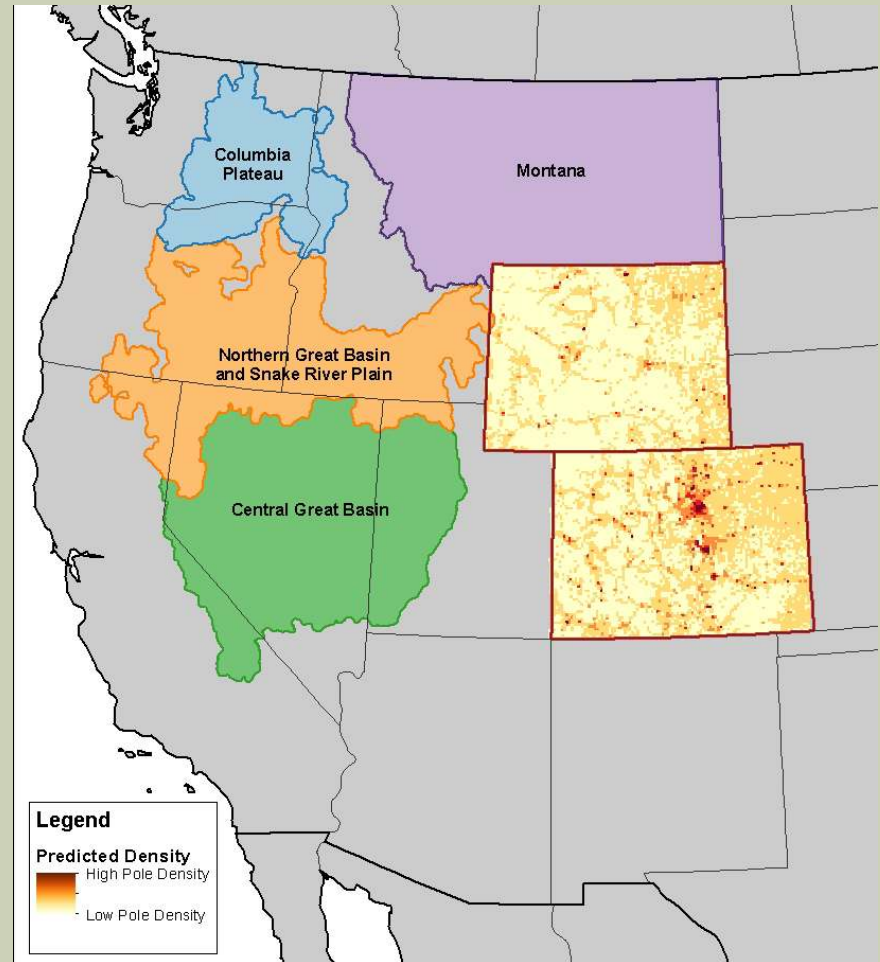 Columbia
Plateau
Montana
Northern Great Basin
and Snake River Plain
Central Great Basin
Legend
Predicted Density
High Pole Density
Low Pole Density